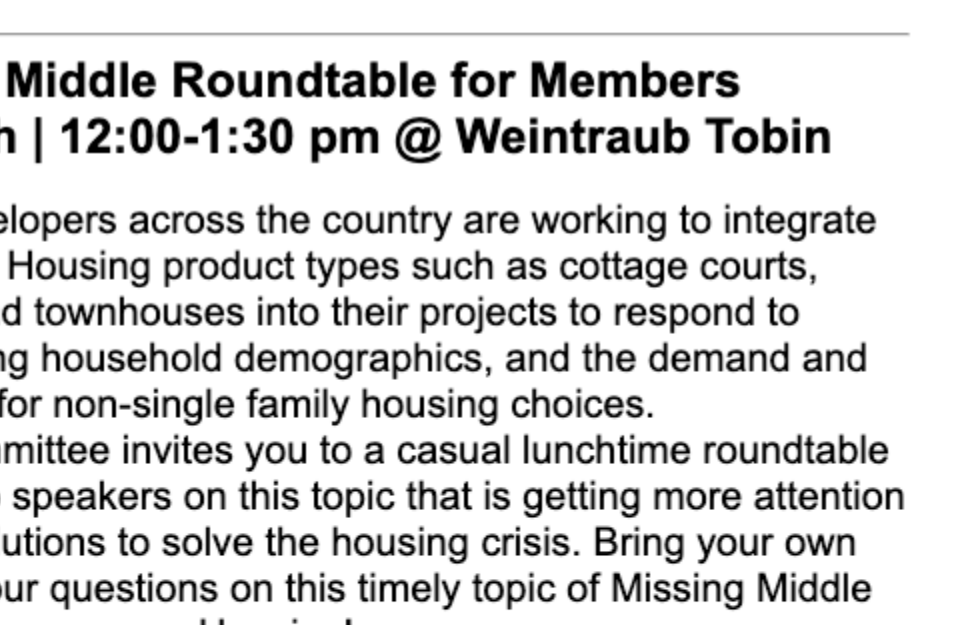 Middle Roundtable for Members
h | 12:00-1:30 pm @ Weintraub Tobin
elopers across the country are working to integrate
Housing product types such as cottage courts,
d townhouses into their projects to respond to
ng household demographics, and the demand and
for non-single family housing choices.
mmittee invites you to a casual lunchtime roundtable
speakers on this topic that is getting more attention
utions to solve the housing crisis. Bring your own
our questions on this timely topic of Missing Middle